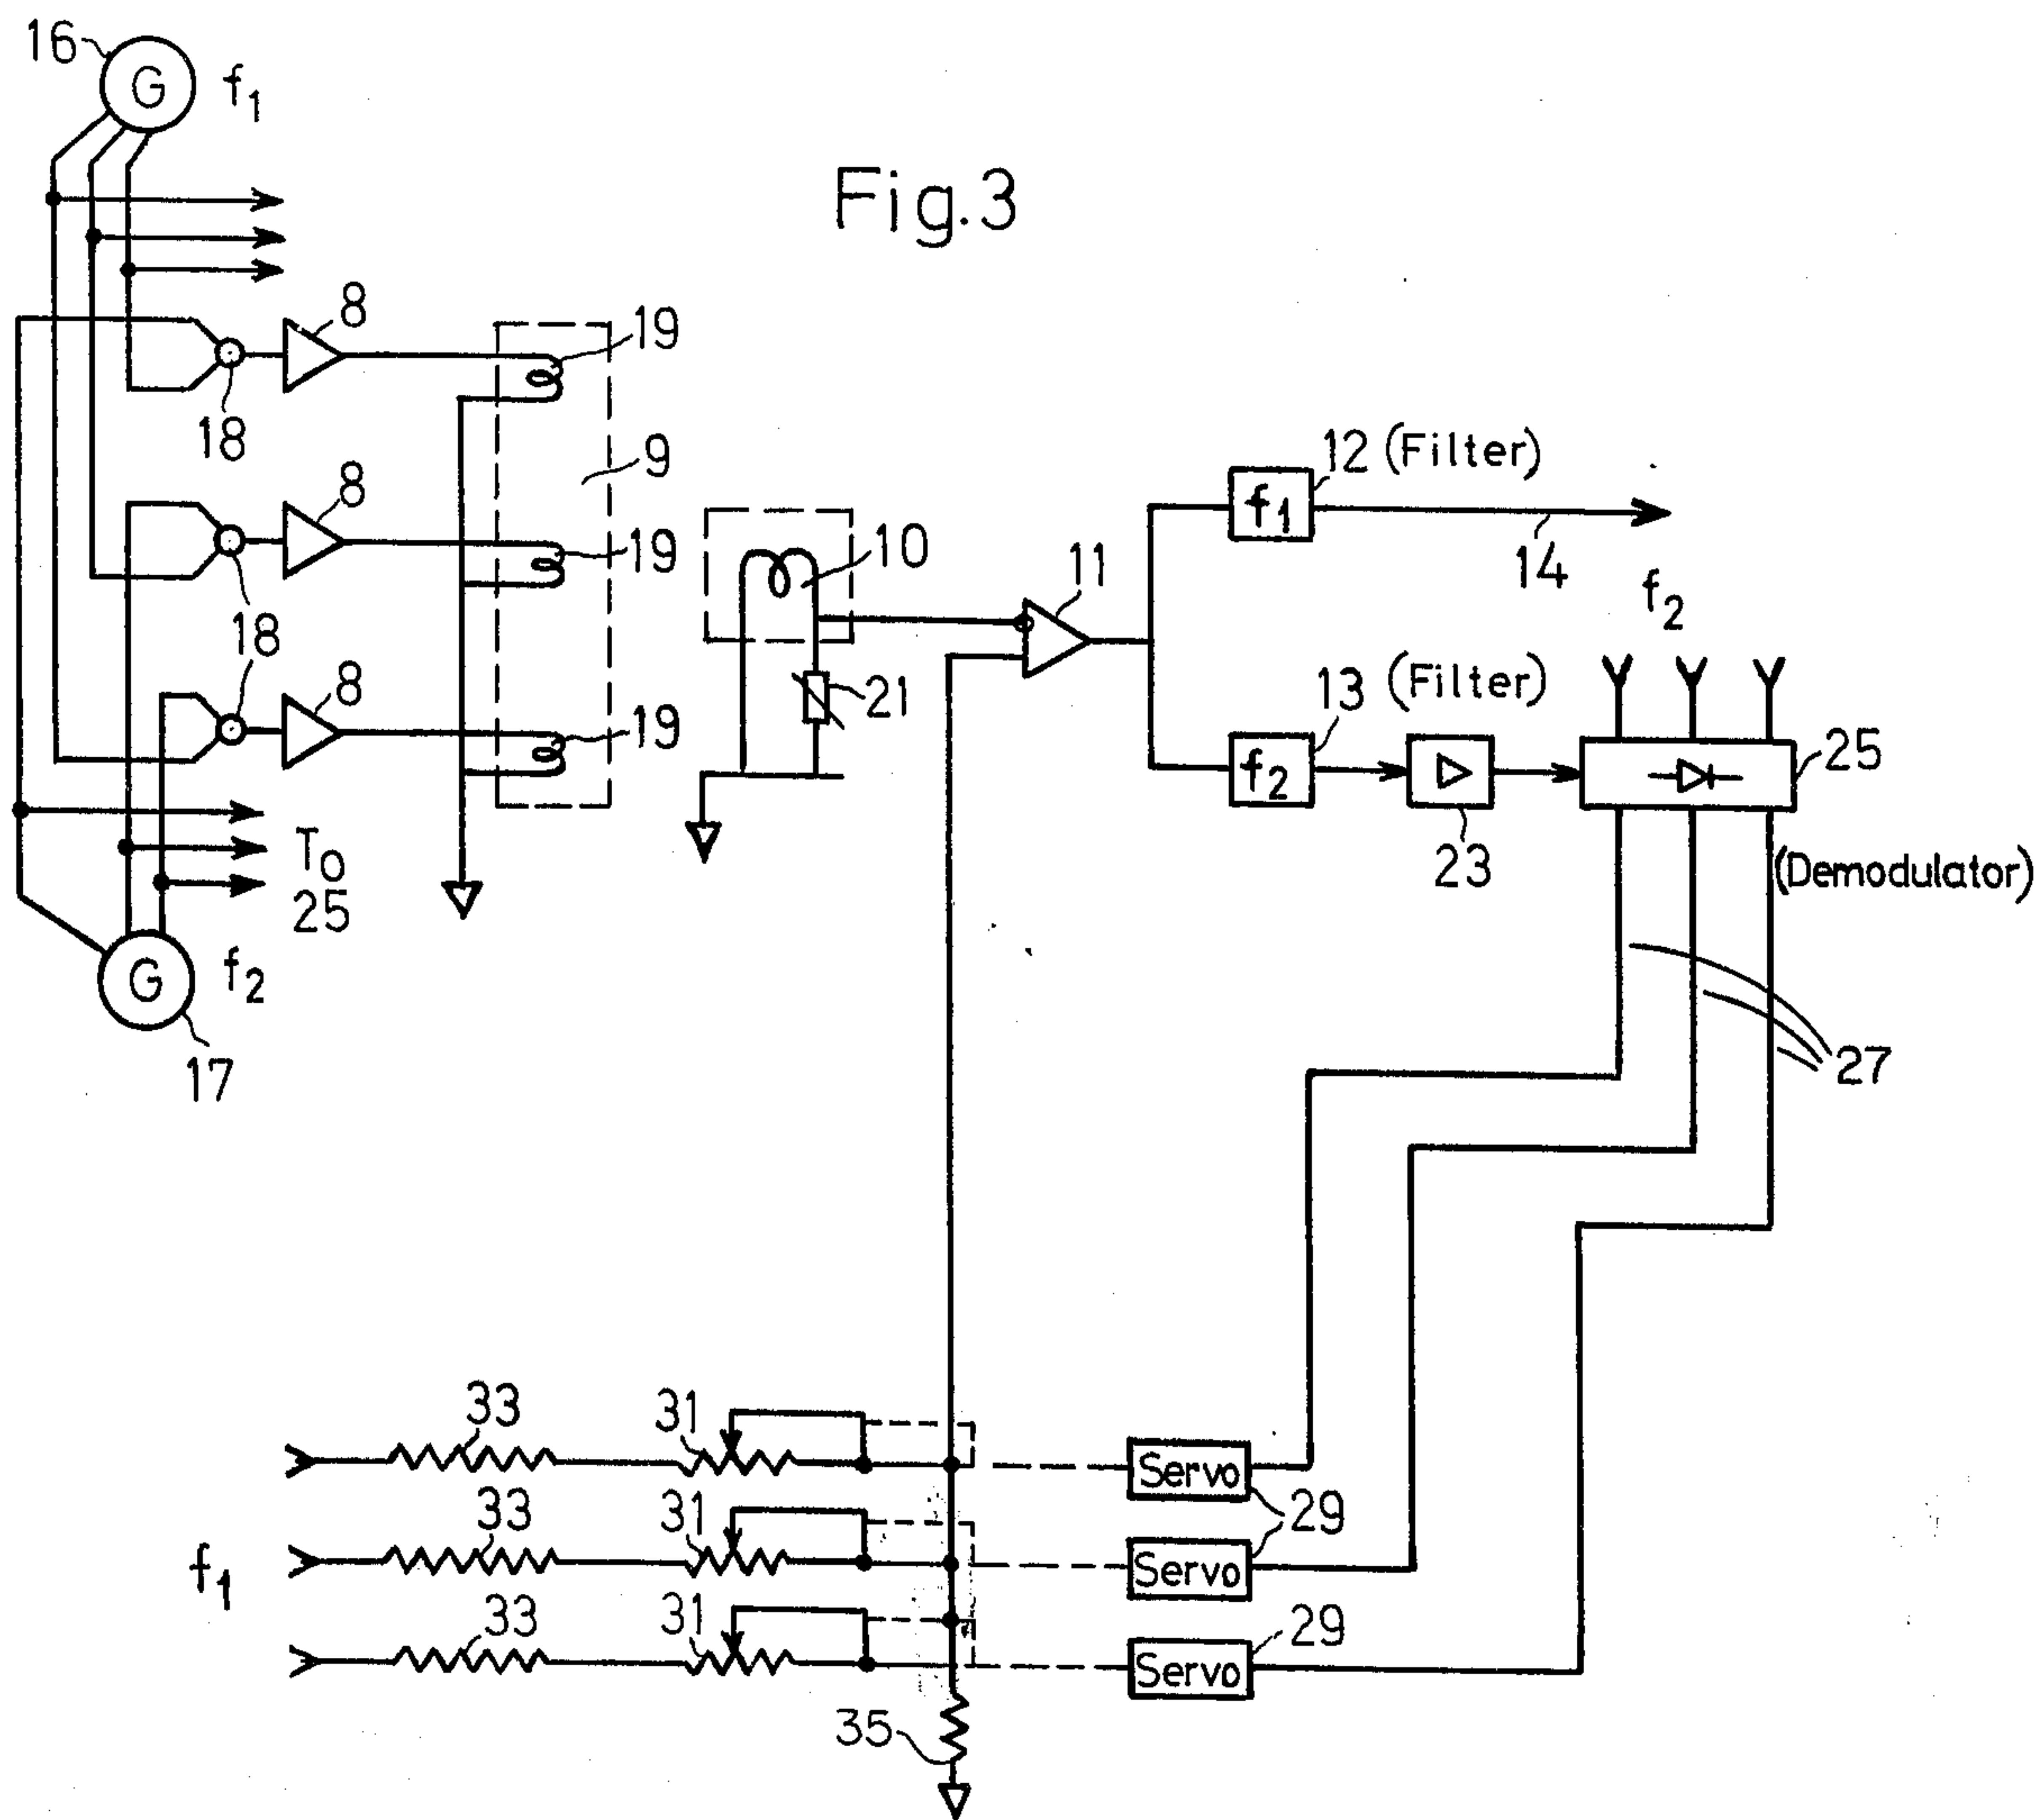 16
G
f1
Fig.3
8
19
18
9
12 (Filter)
f1
8
19
10
11
14
f2
18
8
21
13 (Filter)
19
25
f2
To
25
23
(Demodulator)
G
f2
27
17
33
31
Servo
33
31
29
f1
Servo
33
31
29
Servo
35